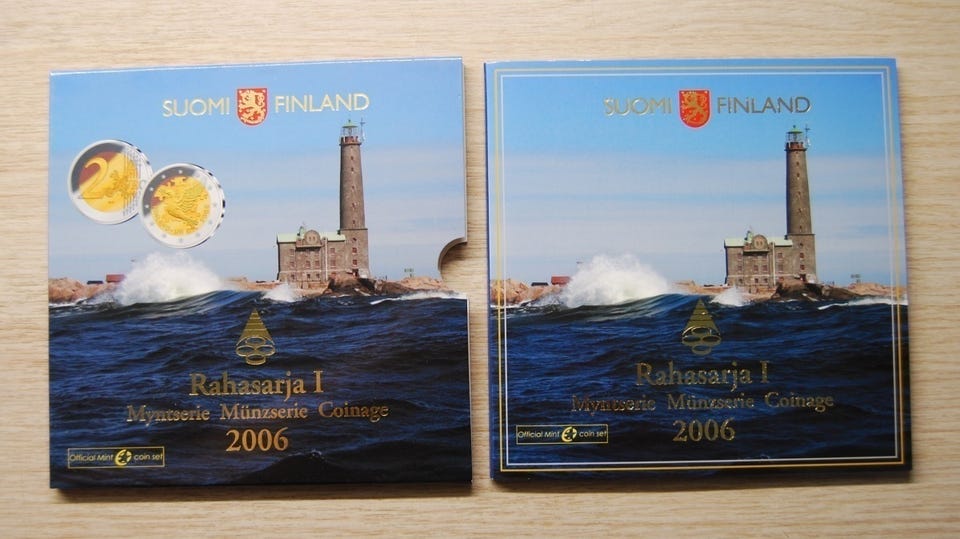 SUOMI FINLAND
2
Rahasarja I
Myntserie Münzserie Coinage
2006
Official Mint coin set
SUOMI FINLAND
Rahasarja I
Myntserie Münzserie Coinage
2006
Official Mint coin set